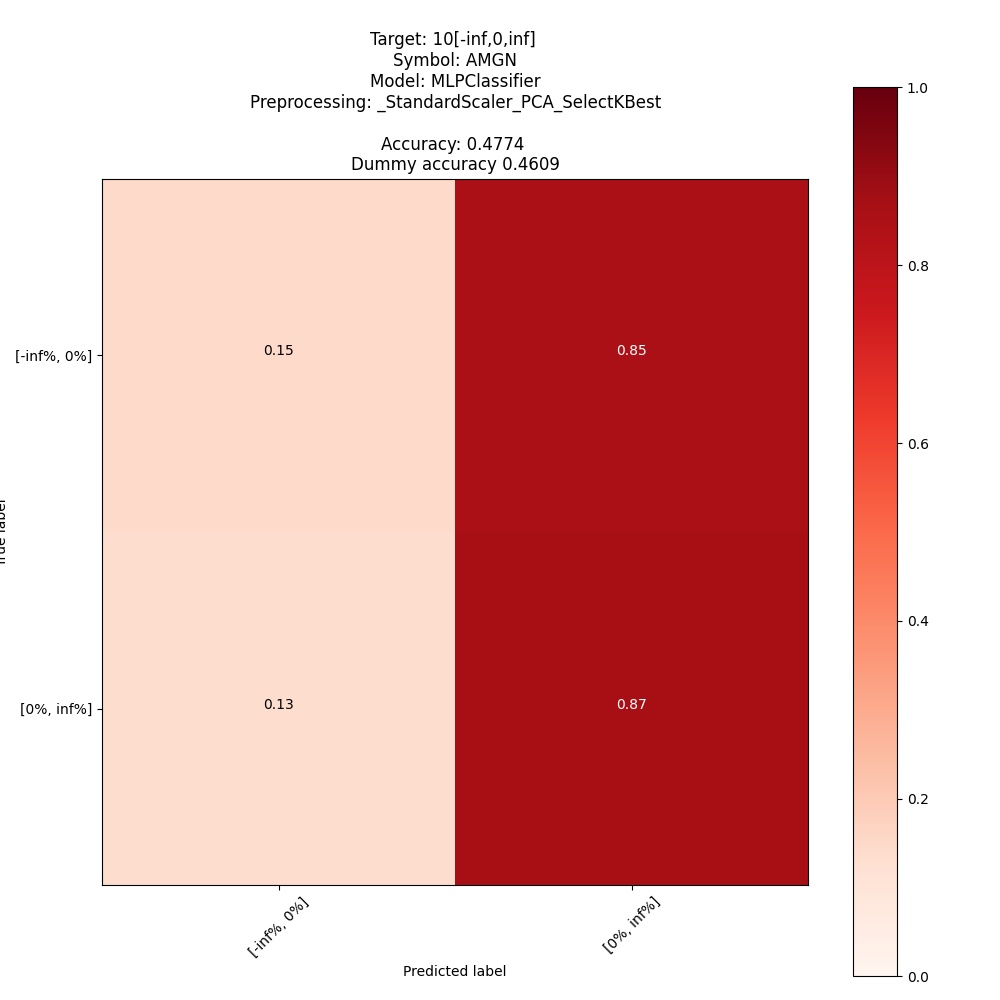 Target: 10[-inf,0,inf]
Symbol: AMGN
Model: MLPClassifier
Preprocessing: _StandardScaler_PCA_SelectKBest
Accuracy: 0.4774
Dummy accuracy 0.4609
1.0
0.8
0.6
0.4
0.2
0.0
[-inf%, 0%]
0.15
0.85
label
[0%, inf%]
0.13
0.87
[-inf%, 0%]
[0%, inf%]
Predicted label